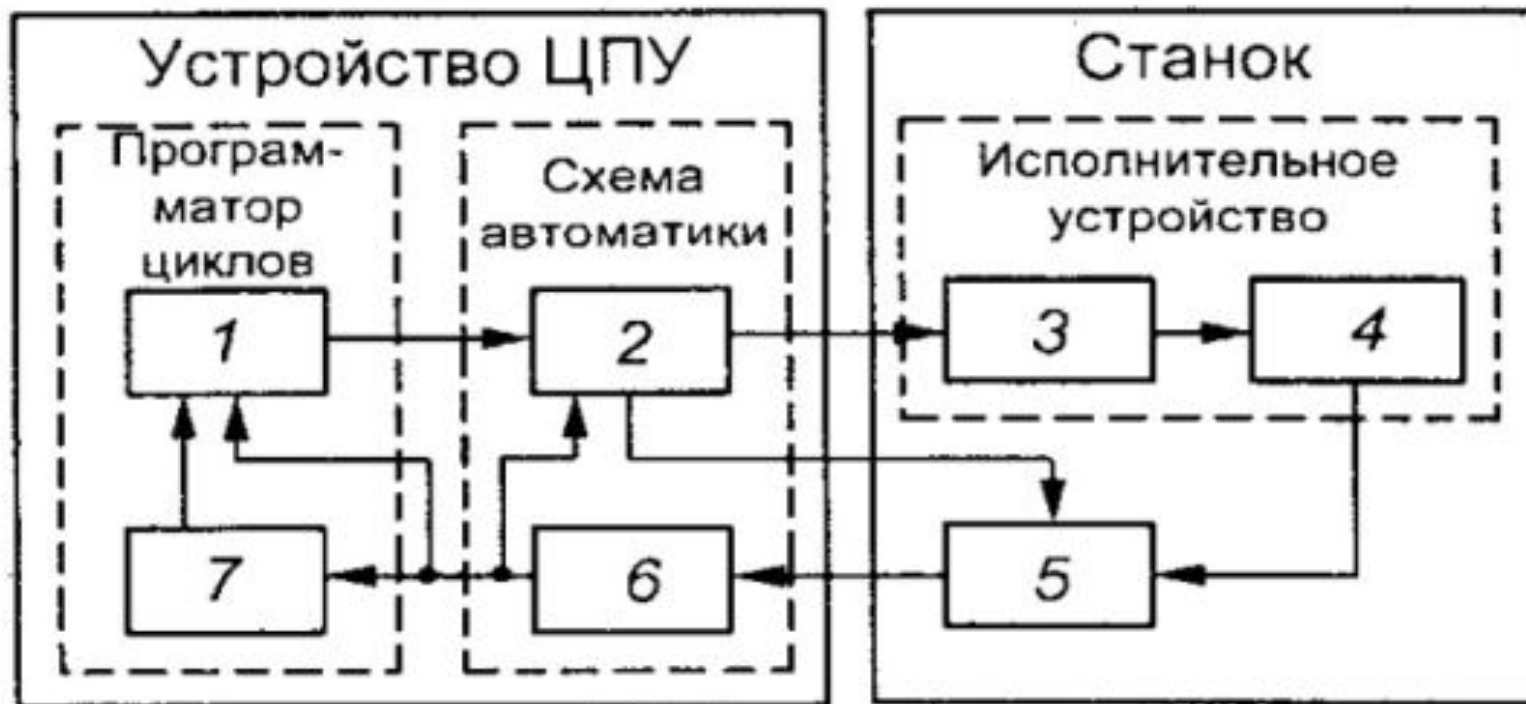 Устройство ЦПУ
Станок
Програм-
матор
циклов
Схема
автоматики
Исполнительное
устройство
1
2
3
4
7
6
5